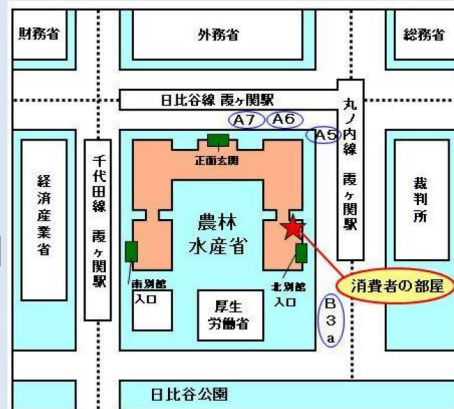 財務省
外務省
総務省
日比谷線 霞ヶ関駅
A7
A6
A5
丸ノ内線 霞ヶ関駅
正面玄関
経済産業省
千代田線 霞ヶ関駅
農林
水産省
裁判所
南別館
入口
北別館
入口
消費者の部屋
厚生
労働省
B3a
日比谷公園